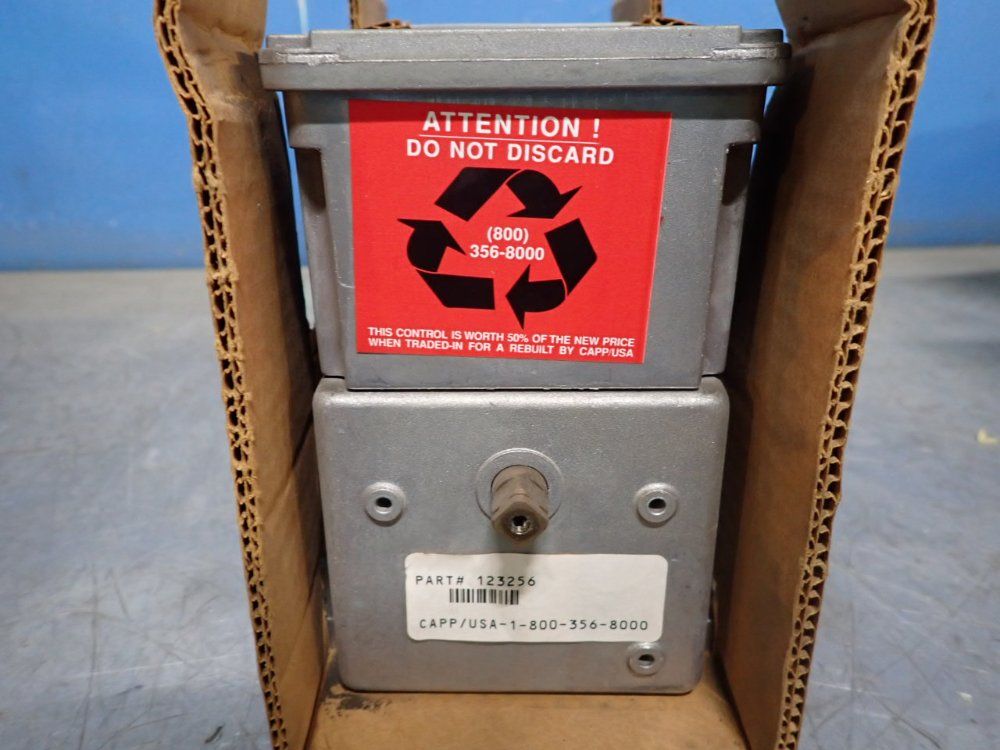 ATTENTION !
DO NOT DISCARD
(800)
356-8000
THIS CONTROL IS WORTH 50% OF THE NEW PRICE
WHEN TRADED-IN FOR A REBUILT BY CAPP/USA
PART# 123256
CAPP/USA-1-800-356-8000